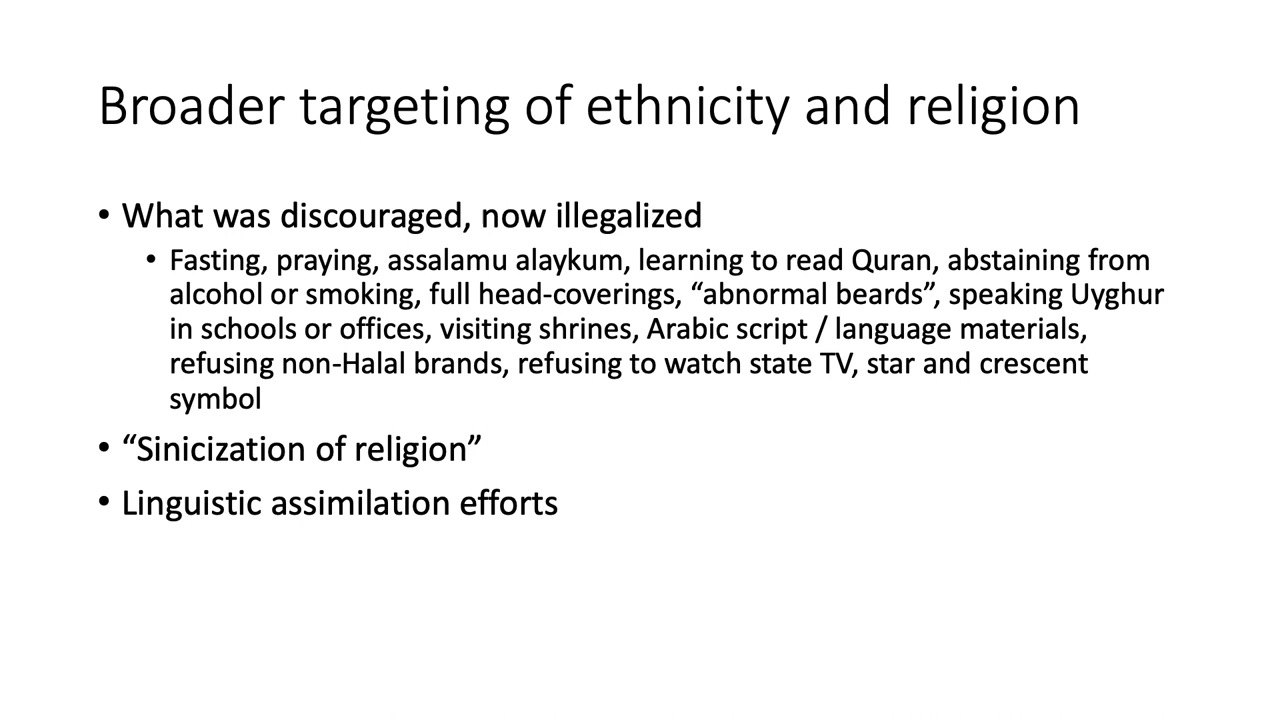 Broader targeting of ethnicity and religion
• What was discouraged, now illegalized
• Fasting, praying, assalamu alaykum, learning to read Quran, abstaining from
alcohol or smoking, full head-coverings, “abnormal beards”, speaking Uyghur
in schools or offices, visiting shrines, Arabic script / language materials,
refusing non-Halal brands, refusing to watch state TV, star and crescent
symbol
• “Sinicization of religion”
• Linguistic assimilation efforts